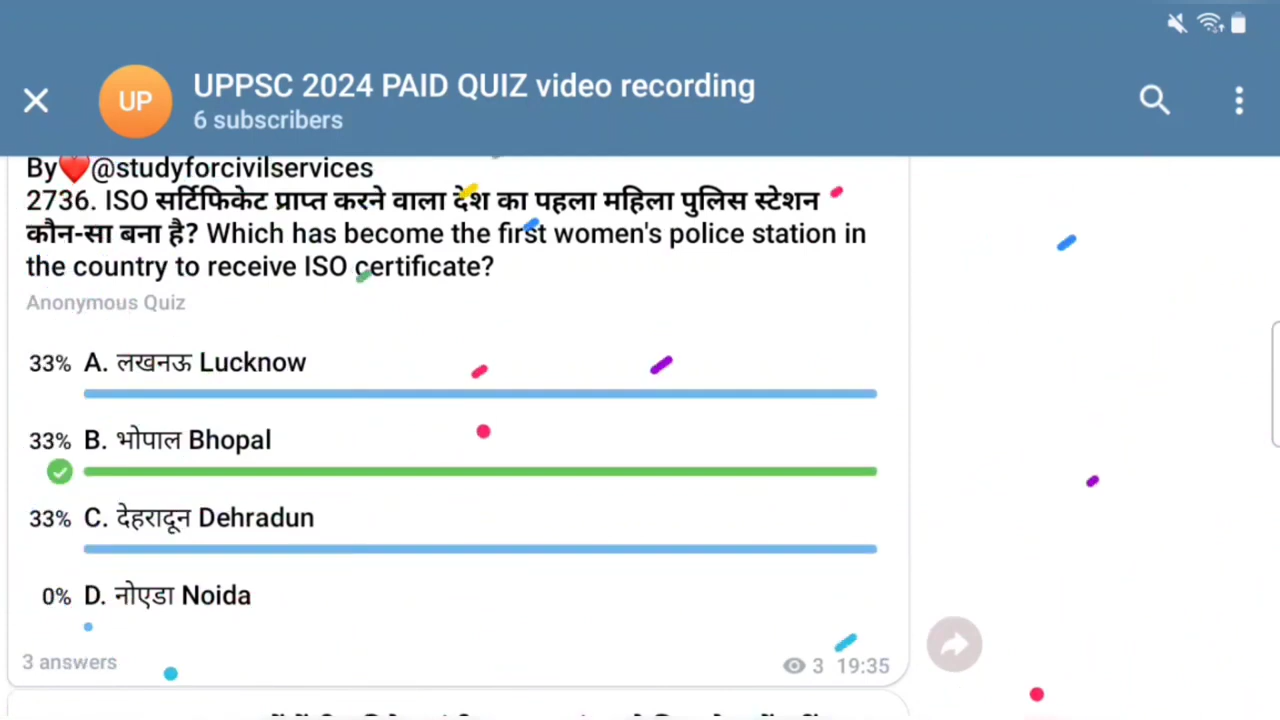 UP
UPPSC 2024 PAID QUIZ video recording
6 subscribers
By❤️@studyforcivilservices
2736. ISO सर्टिफिकेट प्राप्त करने वाला देश का पहला महिला पुलिस स्टेशन
कौन-सा बना है? Which has become the first women's police station in
the country to receive ISO certificate?
Anonymous Quiz
33% A. लखनऊ Lucknow
33% B. भोपाल Bhopal
33% C. देहरादून Dehradun
0% D. नोएडा Noida
3 answers
3 19:35